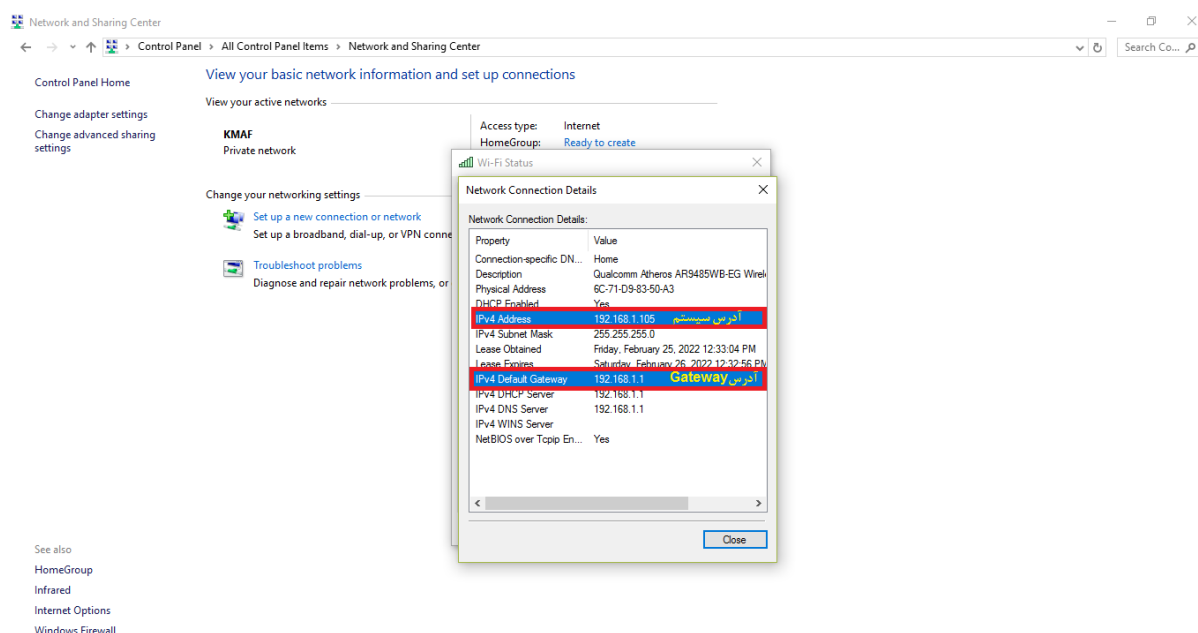 Network and Sharing Center
Control Panel > All Control Panel Items > Network and Sharing Center
Search Co...
Control Panel Home
Change adapter settings
Change advanced sharing
settings
View your basic network information and set up connections
View your active networks
KMAF
Private network
Access type: Internet
HomeGroup: Ready to create
Change your networking settings
Set up a new connection or network
Set up a broadband, dial-up, or VPN conne
Troubleshoot problems
Diagnose and repair network problems, or
Wi-Fi Status
Network Connection Details
Network Connection Details:
Property Value
Connection-specific DN... Home
Description Qualcomm Atheros AR9485WB-EG Wirele
Physical Address 6C-71-D9-83-50-A3
DHCP Enabled Yes
IPv4 Address 192.168.1.105 آدرس سیستم
IPv4 Subnet Mask 255.255.255.0
Lease Obtained Friday, February 25, 2022 12:33:04 PM
Lease Expires Saturday, February 26, 2022 12:32:56 PM
IPv4 Default Gateway 192.168.1.1 آدرس Gateway
IPv4 DHCP Server 192.168.1.1
IPv4 DNS Server 192.168.1.1
IPv4 WINS Server
NetBIOS over Tcpip En... Yes
Close
See also
HomeGroup
Infrared
Internet Options
Windows Firewall